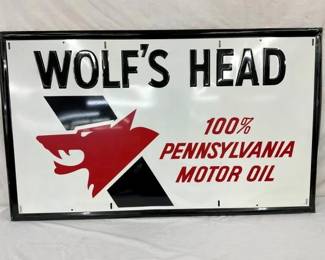 WOLF'S HEAD
100%
PENNSYLVANIA
MOTOR OIL